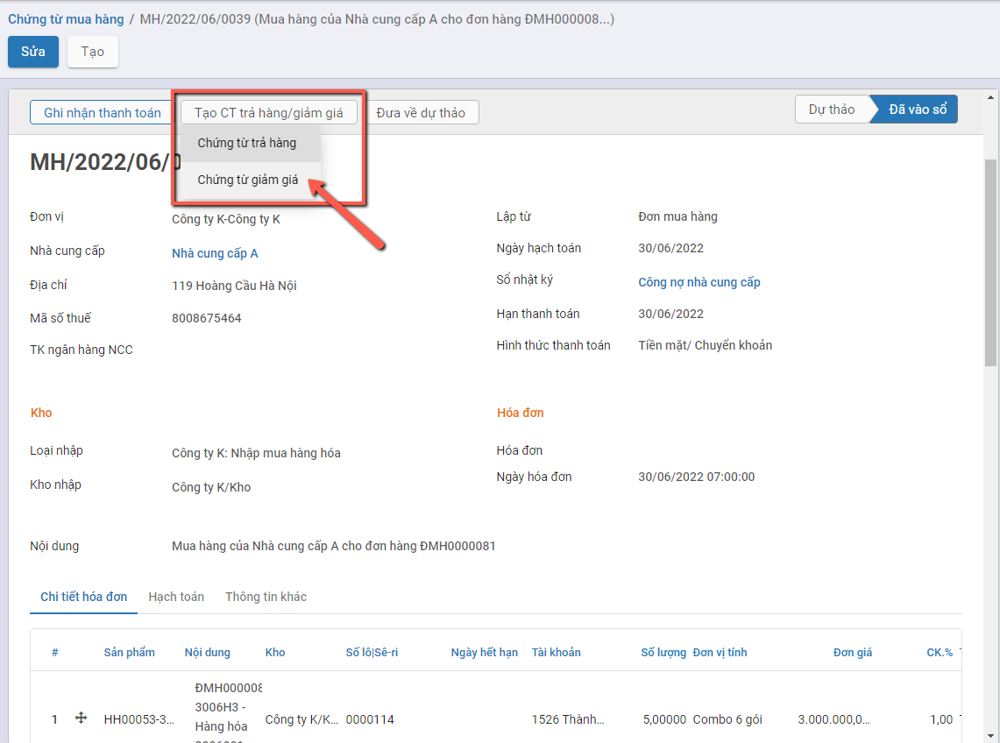 Chứng từ mua hàng / MH/2022/06/0039 (Mua hàng của Nhà cung cấp A cho đơn hàng ĐMH000008...)
Sửa Tạo
Ghi nhận thanh toán Tạo CT trả hàng/giảm giá Đưa về dự thảo Dự thảo Đã vào sổ
Chứng từ trả hàng
MH/2022/06/0
Chứng từ giảm giá
Đơn vị Công ty K-Công ty K Lập từ Đơn mua hàng
Nhà cung cấp Nhà cung cấp A Ngày hạch toán 30/06/2022
Địa chỉ 119 Hoàng Cầu Hà Nội Sổ nhật ký Công nợ nhà cung cấp
Mã số thuế 8008675464 Hạn thanh toán 30/06/2022
TK ngân hàng NCC Hình thức thanh toán Tiền mặt/ Chuyển khoản
Kho Hóa đơn
Loại nhập Công ty K: Nhập mua hàng hóa Hóa đơn
Kho nhập Công ty K/Kho Ngày hóa đơn 30/06/2022 07:00:00
Nội dung Mua hàng của Nhà cung cấp A cho đơn hàng ĐMH0000081
Chi tiết hóa đơn Hạch toán Thông tin khác
# Sản phẩm Nội dung Kho Số lô|Sê-ri Ngày hết hạn Tài khoản Số lượng Đơn vị tính Đơn giá CK.%
ĐMH000008
3006H3 -
1 HH00053-3... Hàng hóa Công ty K/K... 0000114 1526 Thành... 5,00000 Combo 6 gói 3.000.000,0... 1,00